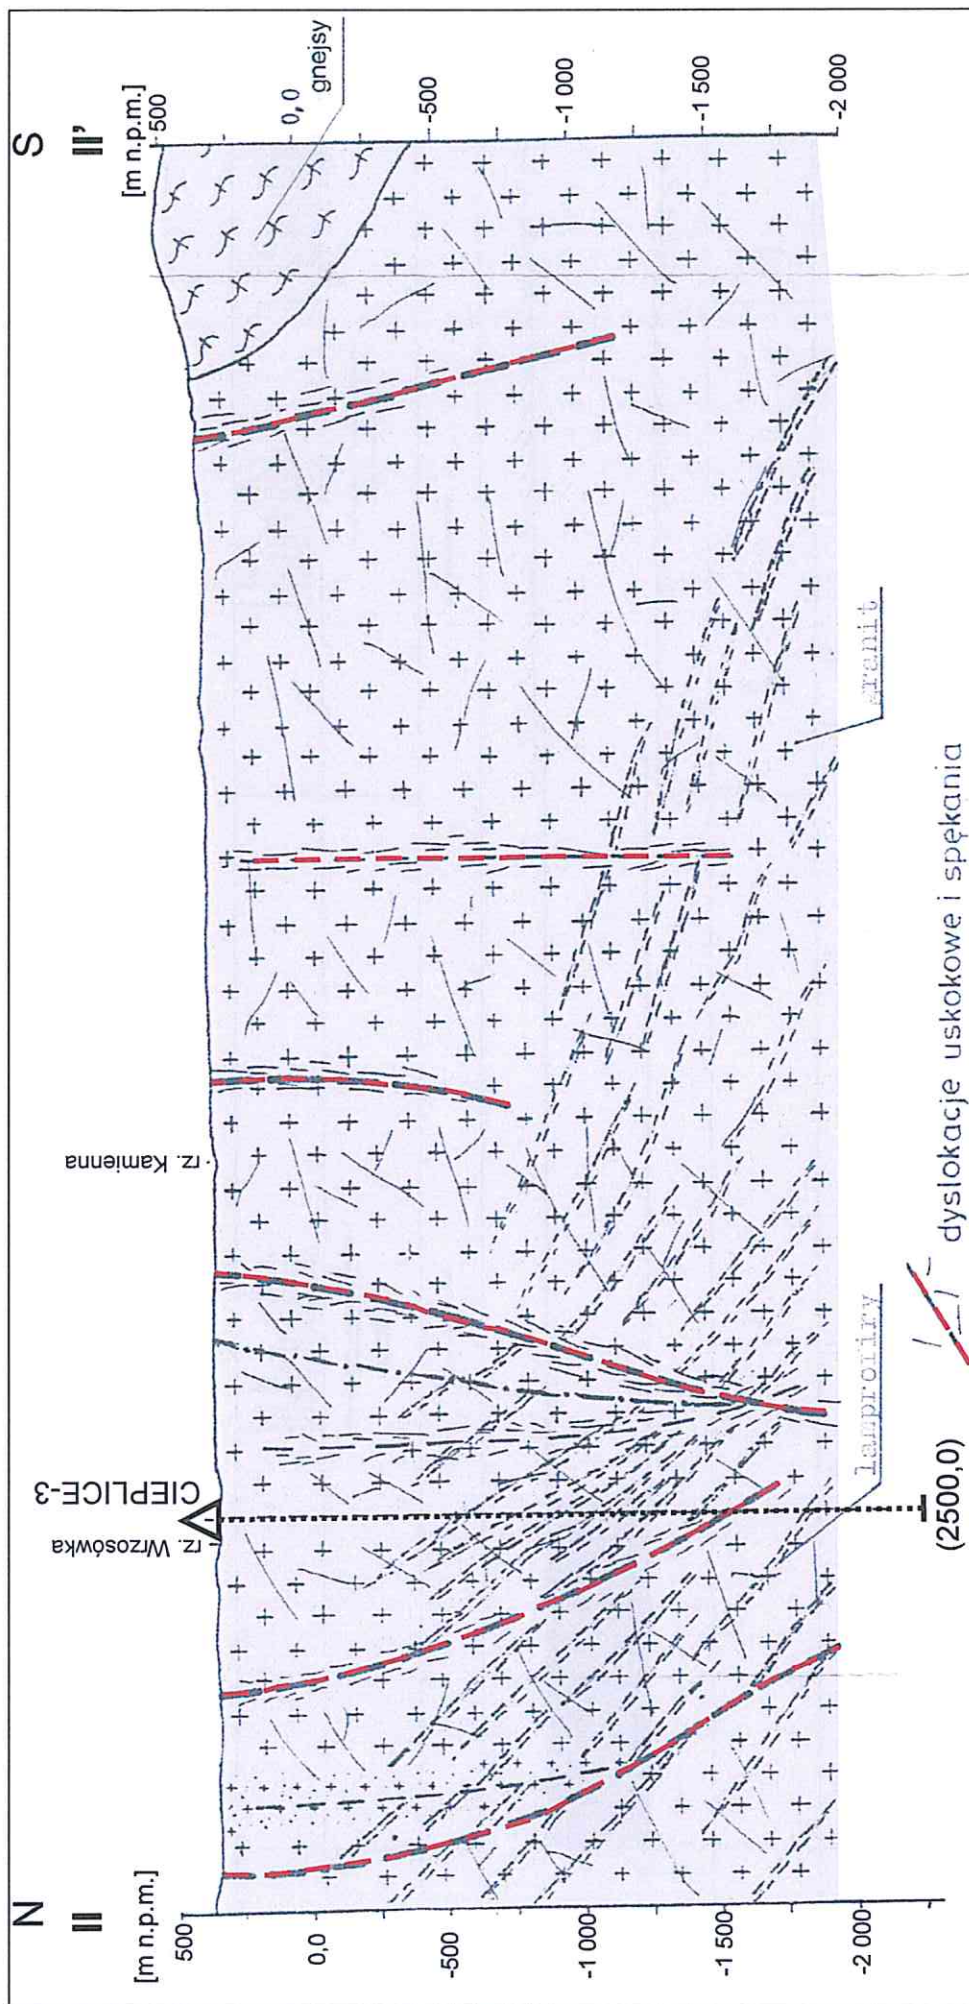 N
S
II
II'
[m n.p.m.]
500
0,0
-500
-1 000
-1 500
-2 000
rz. Wrzosówka
CIEPLICE-3
rz. Kamienna
[m n.p.m.]
500
0,0
-500
-1 000
-1 500
-2 000
gnejsy
granit
lamprofiry
(2500,0)
dyslokacje uskokowe i spękania